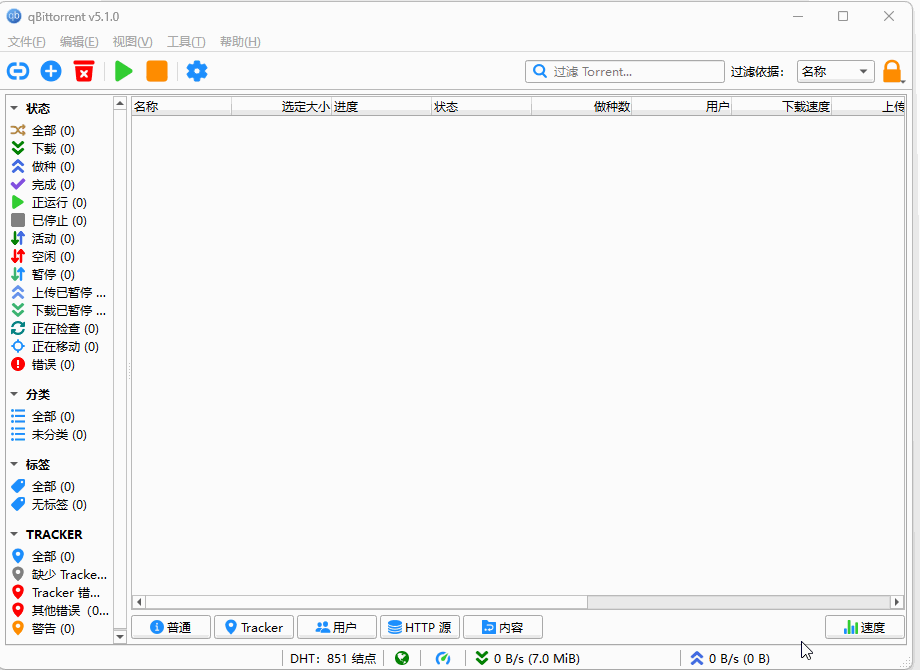 qBittorrent v5.1.0
文件(F) 编辑(E) 视图(V) 工具(T) 帮助(H)
过滤 Torrent... 过滤依据： 名称
名称 选定大小 进度 状态 做种数 用户 下载速度 上传
状态
全部 (0)
下载 (0)
做种 (0)
完成 (0)
正运行 (0)
已停止 (0)
活动 (0)
空闲 (0)
暂停 (0)
上传已暂停 ...
下载已暂停 ...
正在检查 (0)
正在移动 (0)
错误 (0)
分类
全部 (0)
未分类 (0)
标签
全部 (0)
无标签 (0)
TRACKER
全部 (0)
缺少 Tracke...
Tracker 错...
其他错误（0...
警告 (0)
普通 Tracker 用户 HTTP 源 内容 速度
DHT：851 结点 0 B/s (7.0 MiB) 0 B/s (0 B)